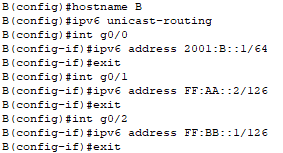 B(config)#hostname B
B(config)#ipv6 unicast-routing
B(config)#int g0/0
B(config-if)#ipv6 address 2001:B::1/64
B(config-if)#exit
B(config)#int g0/1
B(config-if)#ipv6 address FF:AA::2/126
B(config-if)#exit
B(config)#int g0/2
B(config-if)#ipv6 address FF:BB::1/126
B(config-if)#exit